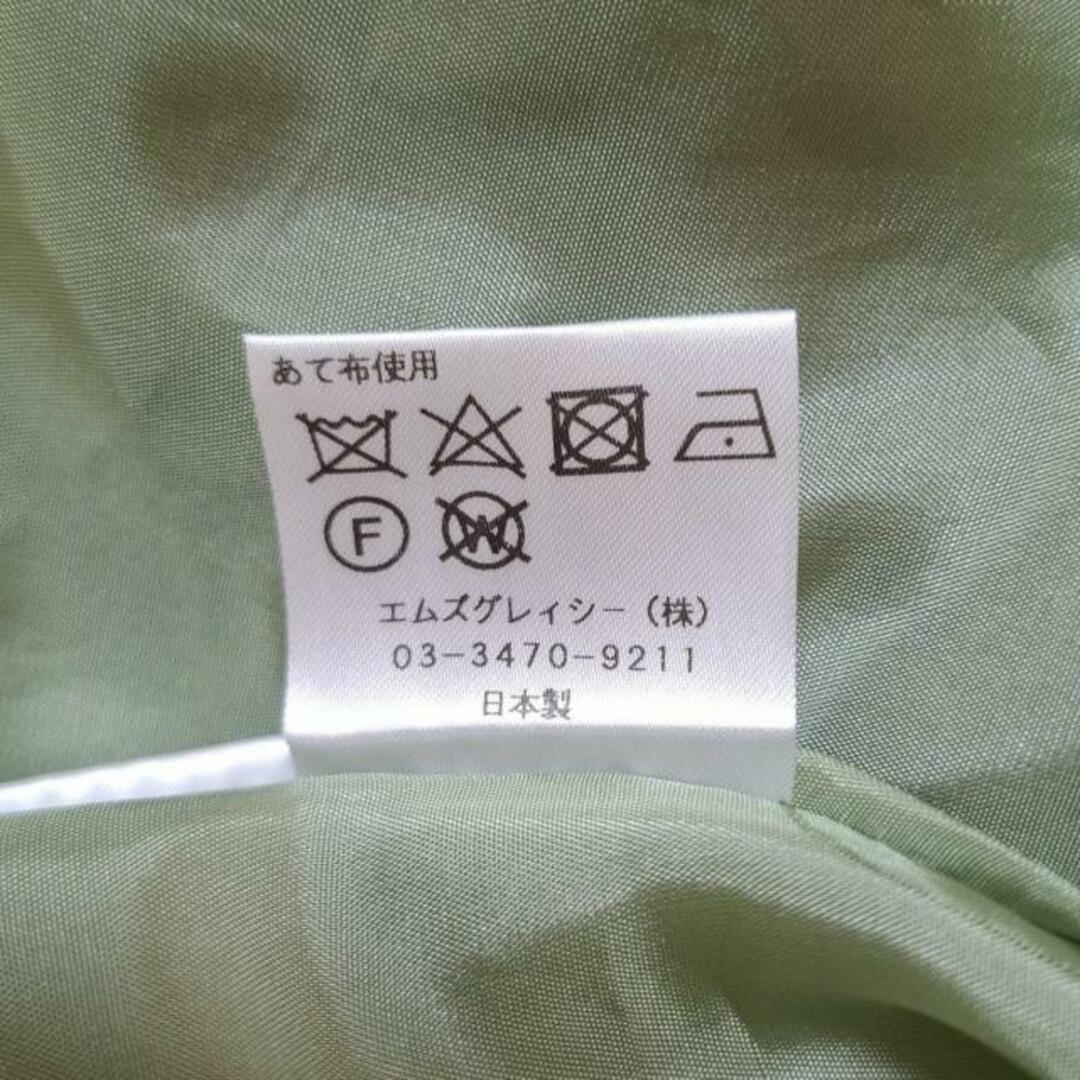 あて布使用
F W
エムズグレイシー(株)
03-3470-9211
日本製